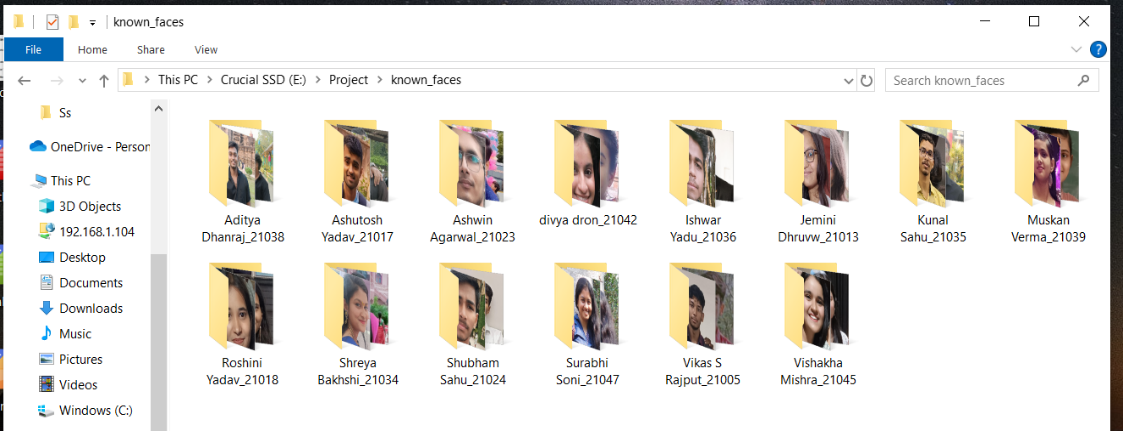 known_faces
File Home Share View
This PC > Crucial SSD (E:) > Project > known_faces
Search known_faces
Ss
OneDrive - Person
This PC
3D Objects
192.168.1.104
Desktop
Documents
Downloads
Music
Pictures
Videos
Windows (C:)
Aditya
Dhanraj_21038
Ashutosh
Yadav_21017
Ashwin
Agarwal_21023
divya dron_21042
Ishwar
Yadu_21036
Jemini
Dhruvw_21013
Kunal
Sahu_21035
Muskan
Verma_21039
Roshini
Yadav_21018
Shreya
Bakhshi_21034
Shubham
Sahu_21024
Surabhi
Soni_21047
Vikas S
Rajput_21005
Vishakha
Mishra_21045